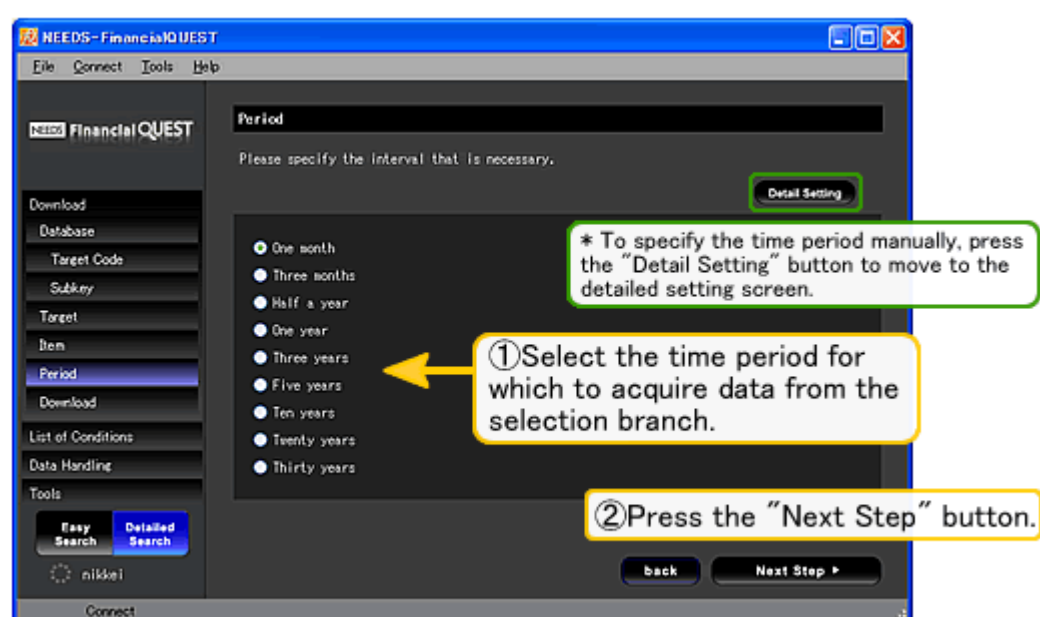 NEEDS-FinancialQUEST
File Connect Tools Help
NEEDS Financial QUEST
Period
Please specify the interval that is necessary.
Detail Setting
Download
Database
Target Code
Subkey
Target
Item
Period
Download
List of Conditions
Data Handling
Tools
Easy Search
Detailed Search
nikkei
One month
Three months
Half a year
One year
Three years
Five years
Ten years
Twenty years
Thirty years
* To specify the time period manually, press
the "Detail Setting" button to move to the
detailed setting screen.
①Select the time period for
which to acquire data from the
selection branch.
②Press the "Next Step" button.
back
Next Step
Connect